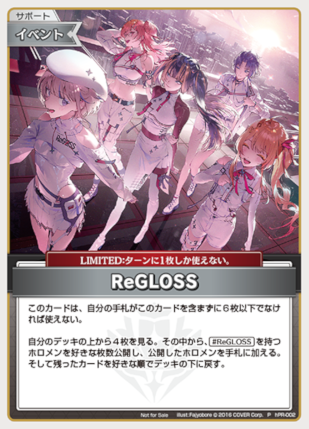 サポート
イベント
LIMITED:ターンに1枚しか使えない。
ReGLOSS
このカードは、自分の手札がこのカードを含まずに6枚以下でなけ
れば使えない。
自分のデッキの上から4枚を見る。その中から、#ReGLOSSを持つ
ホロメンを好きな枚数公開し、公開したホロメンを手札に加える。
そして残ったカードを好きな順でデッキの下に戻す。
Not for Sale Illust: Fajyobore © 2016 COVER Corp. P hPR-002